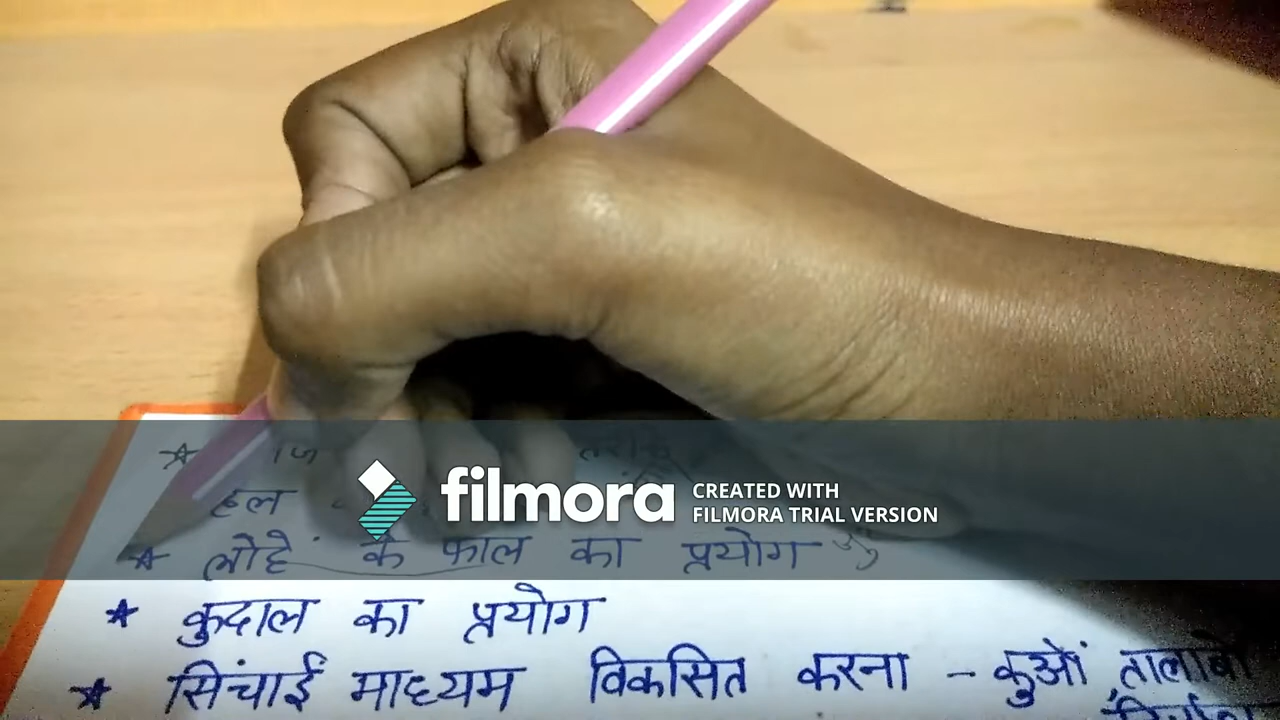 हल
filmora
CREATED WITH
FILMORA TRIAL VERSION
लोहे के फाल का प्रयोग
कुदाल का प्रयोग
सिंचाई माध्यम विकसित करना - कुओं, तालाबों